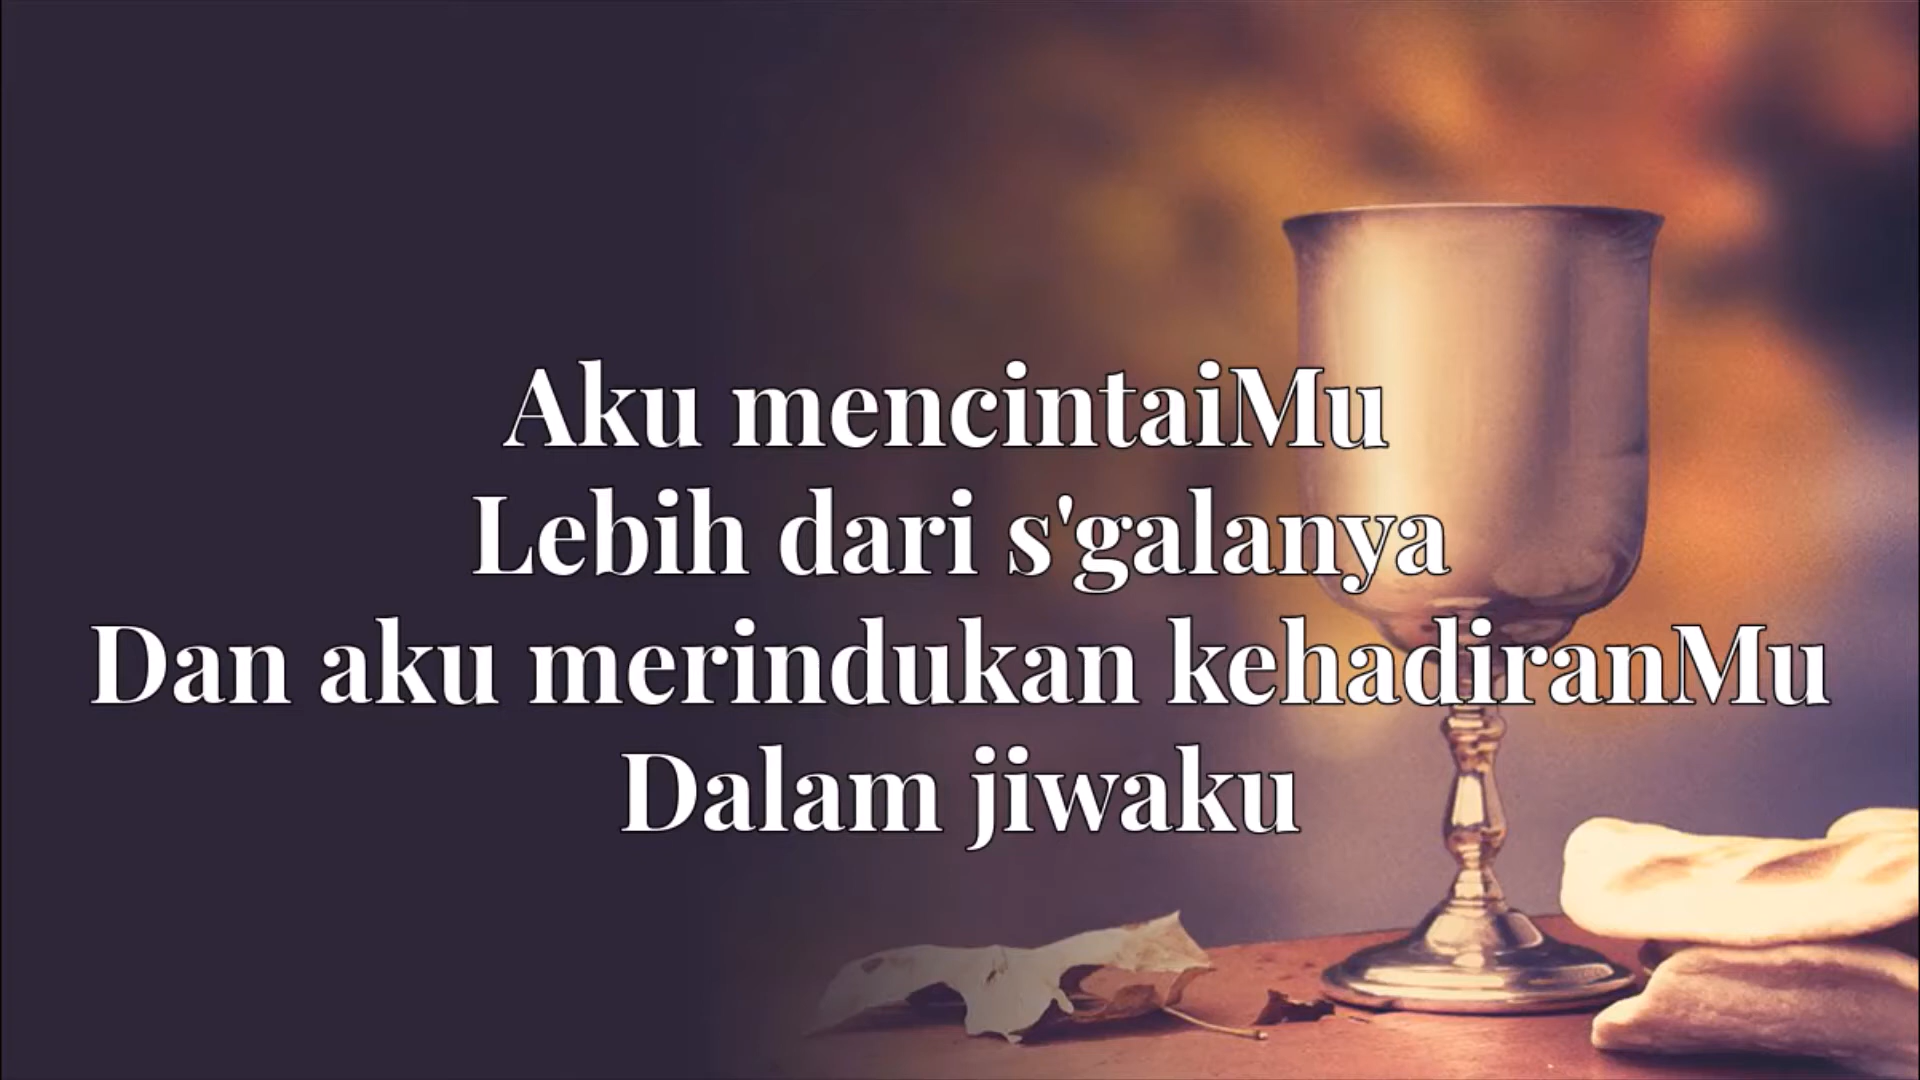 Aku mencintaiMu
Lebih dari s'galanya
Dan aku merindukan kehadiranMu
Dalam jiwaku